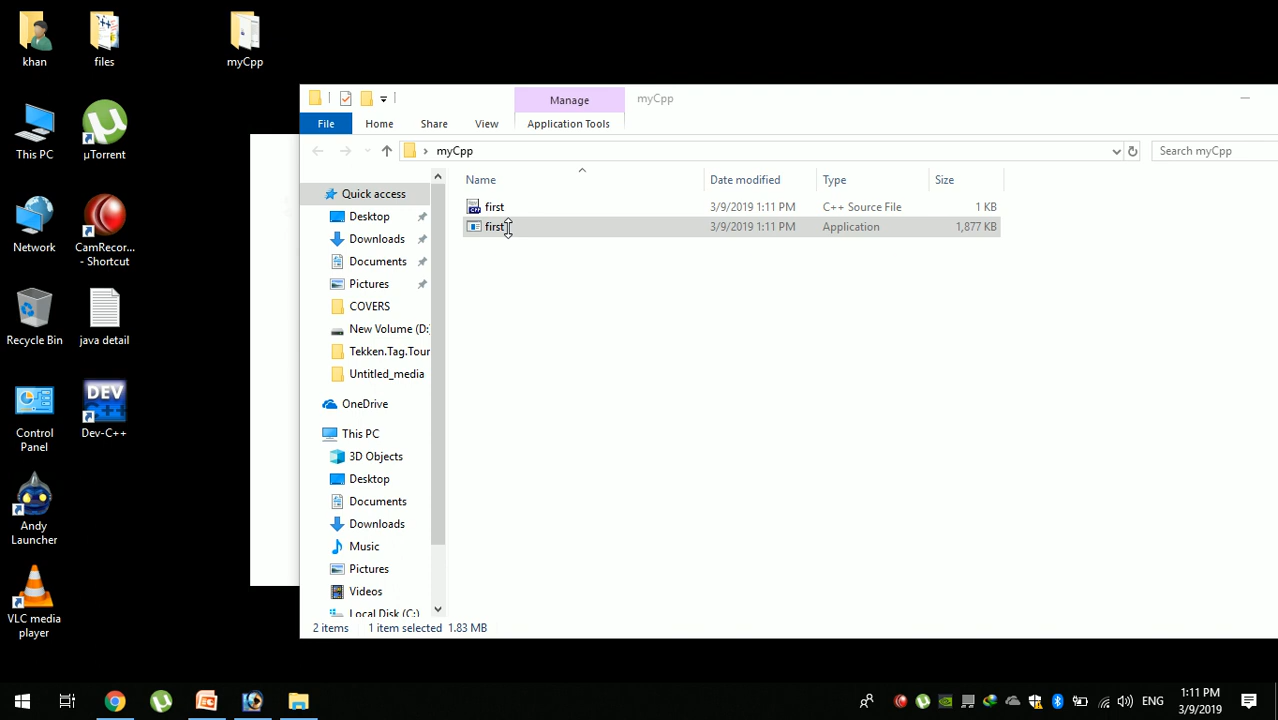 khan
files
myCpp
This PC
µTorrent
Network
CamRecor...
- Shortcut
Recycle Bin
java detail
DEV
C++
Control
Panel
Dev-C++
Andy
Launcher
VLC media
player
Manage
myCpp
File
Home
Share
View
Application Tools
myCpp
Search myCpp
Name
Date modified
Type
Size
first
3/9/2019 1:11 PM
C++ Source File
1 KB
first
3/9/2019 1:11 PM
Application
1,877 KB
Quick access
Desktop
Downloads
Documents
Pictures
COVERS
New Volume (D:
Tekken.Tag.Tour
Untitled_media
OneDrive
This PC
3D Objects
Desktop
Documents
Downloads
Music
Pictures
Videos
Local Disk (C:)
2 items
1 item selected
1.83 MB
ENG
1:11 PM
3/9/2019